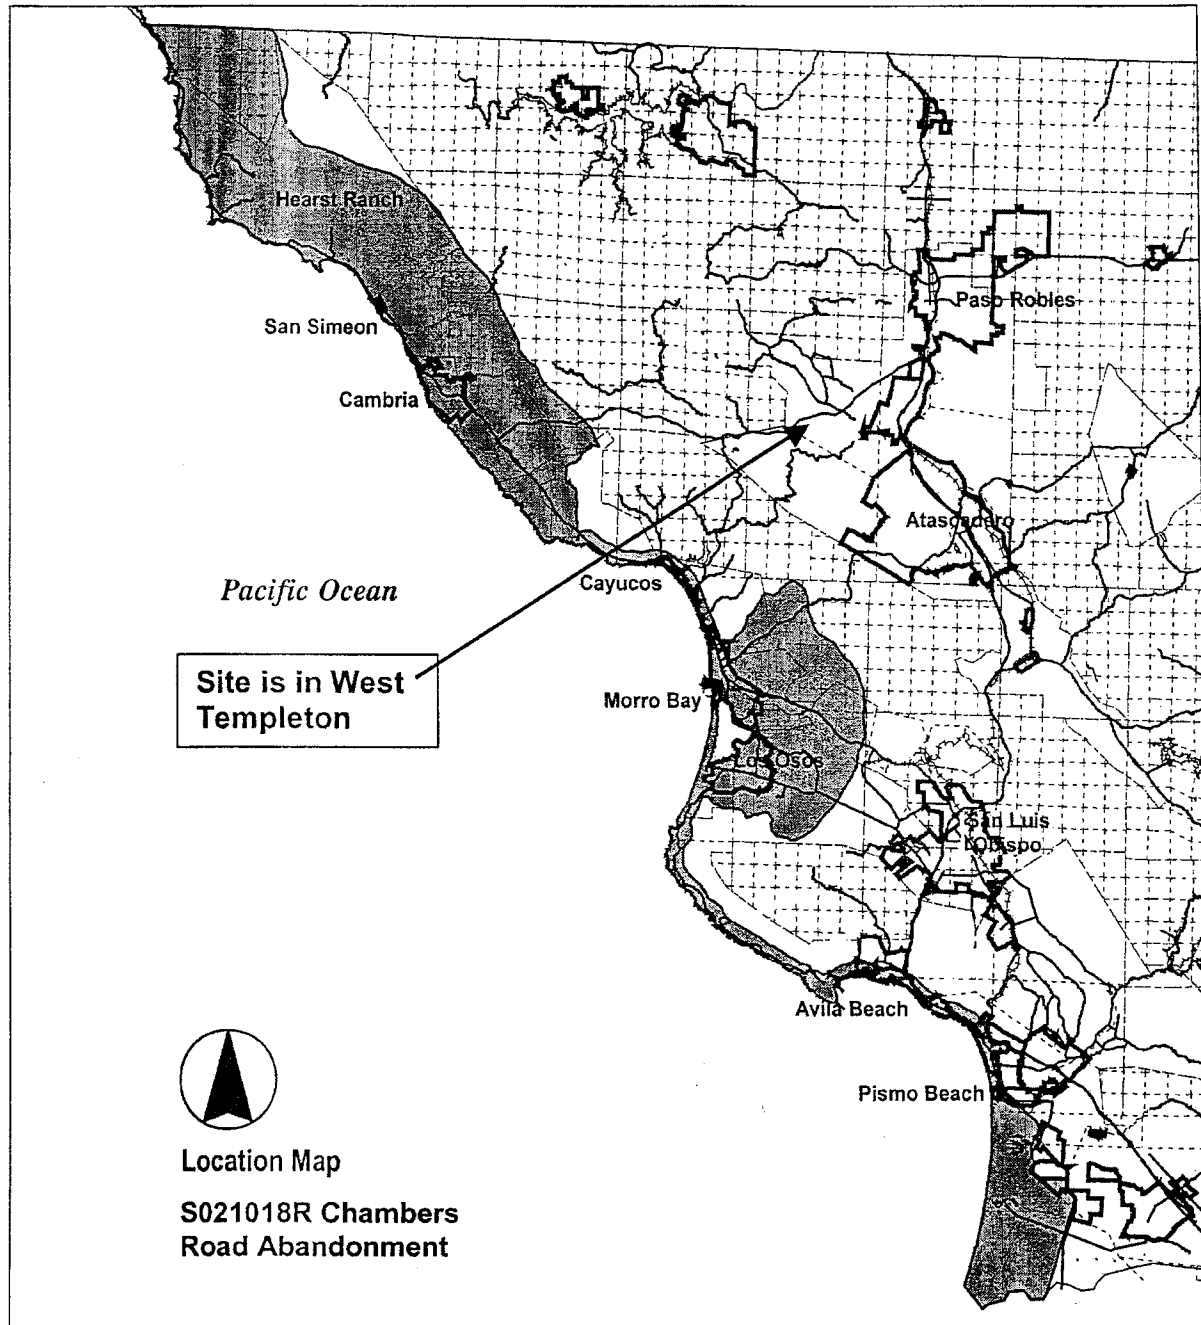 Hearst Ranch
Paso Robles
San Simeon
Cambria
Atascadero
Pacific Ocean
Cayucos
Site is in West
Templeton
Morro Bay
Los Osos
San Luis
Obispo
Avila Beach
Pismo Beach
Location Map
S021018R Chambers
Road Abandonment